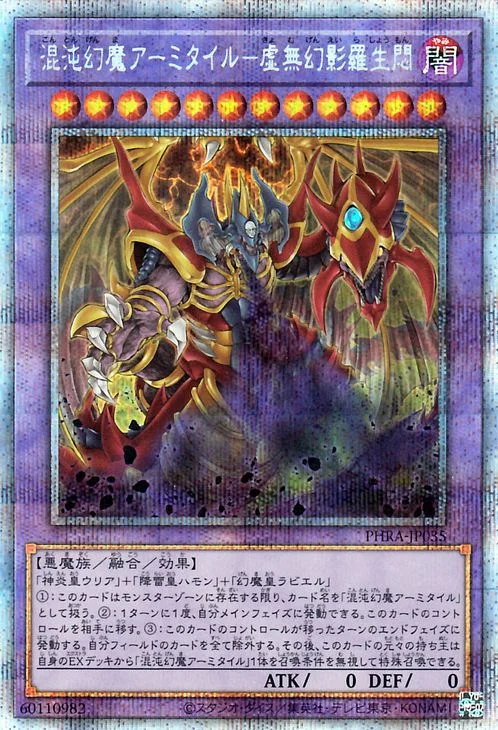 混沌幻魔アーミタイル－虚無幻影羅生悶
闇
PHRA-JP035
【悪魔族／融合／効果】
「神炎皇ウリア」+「降雷皇ハモン」+「幻魔皇ラビエル」
①：このカードはモンスターゾーンに存在する限り、カード名を「混沌幻魔アーミタイル」
として扱う。②：１ターンに１度、自分メインフェイズに発動できる。このカードのコント
ロールを相手に移す。③：このカードのコントロールが移ったターンのエンドフェイズに
発動する。自分フィールドのカードを全て除外する。その後、このカードの元々の持ち主は
自身のEXデッキから「混沌幻魔アーミタイル」１体を召喚条件を無視して特殊召喚できる。
ATK/ 0 DEF/ 0
60110982 ©スタジオ・ダイス／集英社・テレビ東京・KONAMI